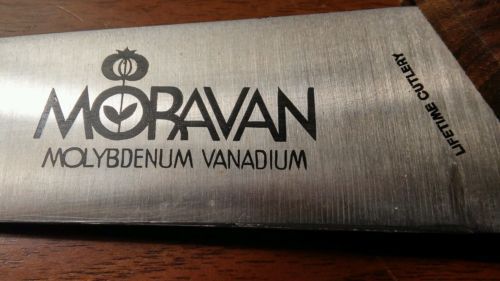 MORAVAN
MOLYBDENUM VANADIUM
LIFETIME CUTLERY